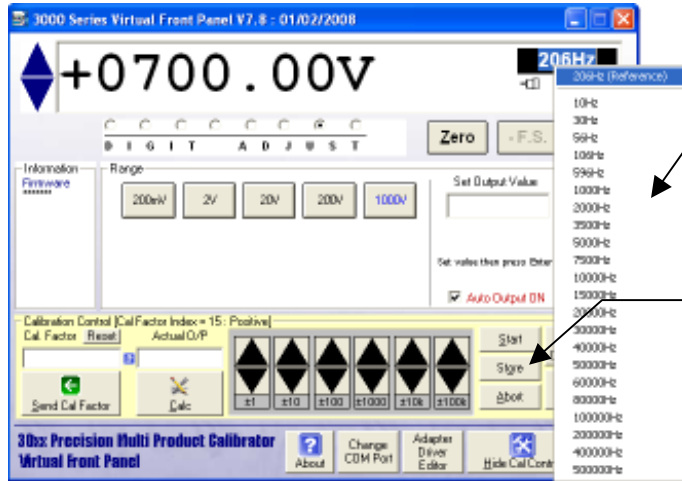 3000 Series Virtual Front Panel V7.8 : 01/02/2008
+0700.00V
206Hz
DIGIT ADJUST
Zero
- F.S.
Information
Firmware
Range
200mV
2V
20V
200V
1000V
Set Output Value
Set value then press Enter
Auto Output ON
Calibration Control [Cal Factor Index = 15 : Positive]
Cal. Factor
Reset
Actual O/P
Send Cal Factor
Calc
±1
±10
±100
±1000
±10k
±100k
Start
Store
Abort
30xx Precision Multi Product Calibrator
Virtual Front Panel
About
Change
COM Port
Adapter
Driver
Editor
Hide Cal Contr
206Hz (Reference)
10Hz
30Hz
56Hz
106Hz
596Hz
1000Hz
2000Hz
3500Hz
5000Hz
7500Hz
10000Hz
15000Hz
20000Hz
30000Hz
40000Hz
50000Hz
60000Hz
80000Hz
100000Hz
200000Hz
400000Hz
500000Hz